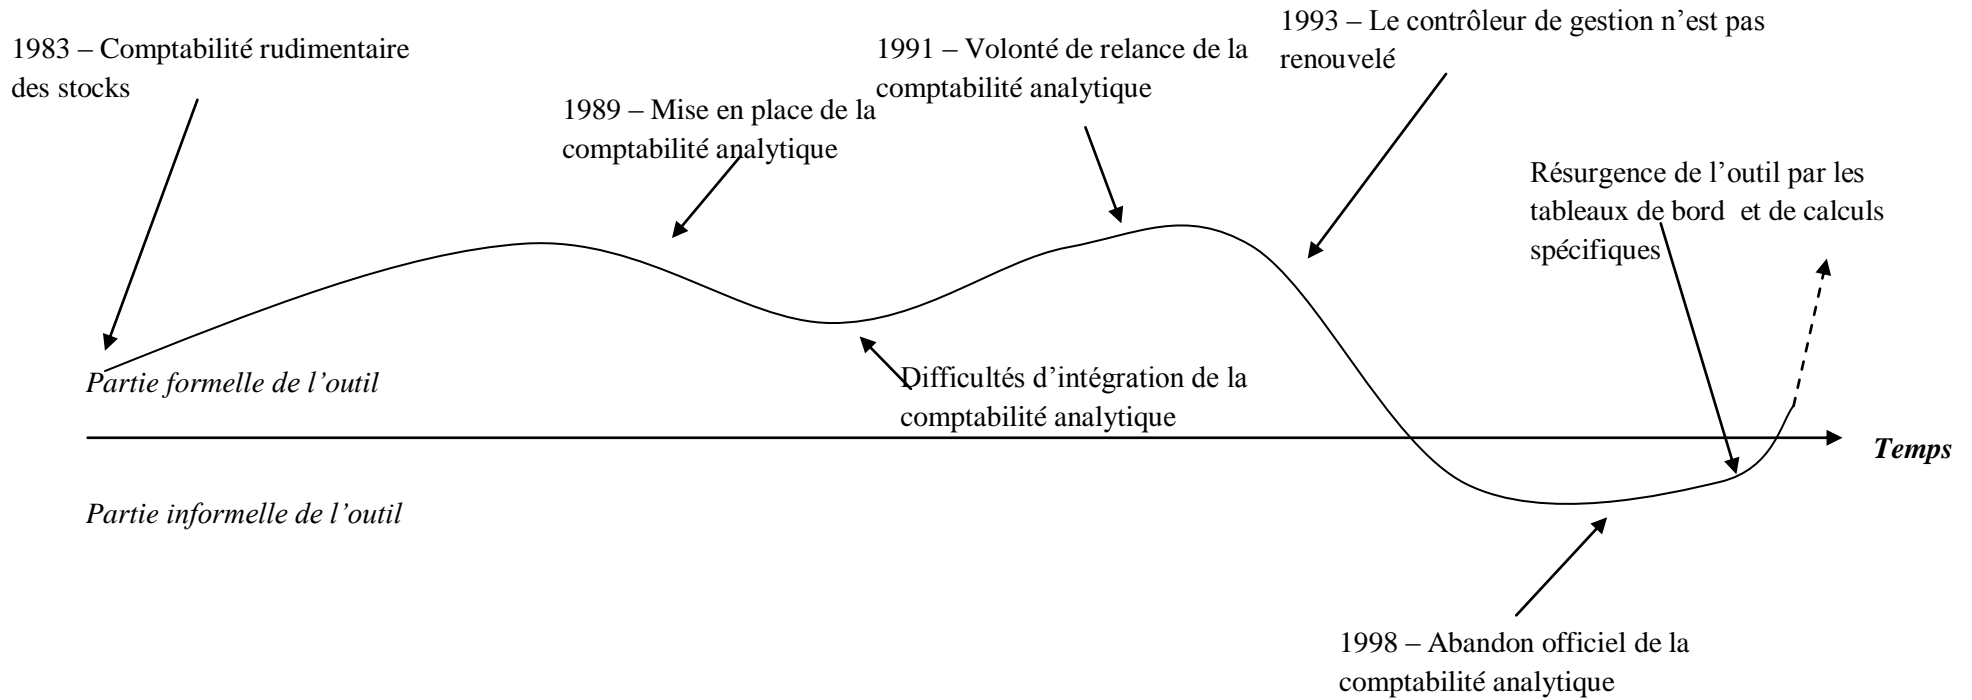 1983 – Comptabilité rudimentaire
des stocks
1989 – Mise en place de la
comptabilité analytique
1991 – Volonté de relance de la
comptabilité analytique
1993 – Le contrôleur de gestion n’est pas
renouvelé
Résurgence de l’outil par les
tableaux de bord et de calculs
spécifiques
Partie formelle de l’outil
Difficultés d’intégration de la
comptabilité analytique
Temps
Partie informelle de l’outil
1998 – Abandon officiel de la
comptabilité analytique